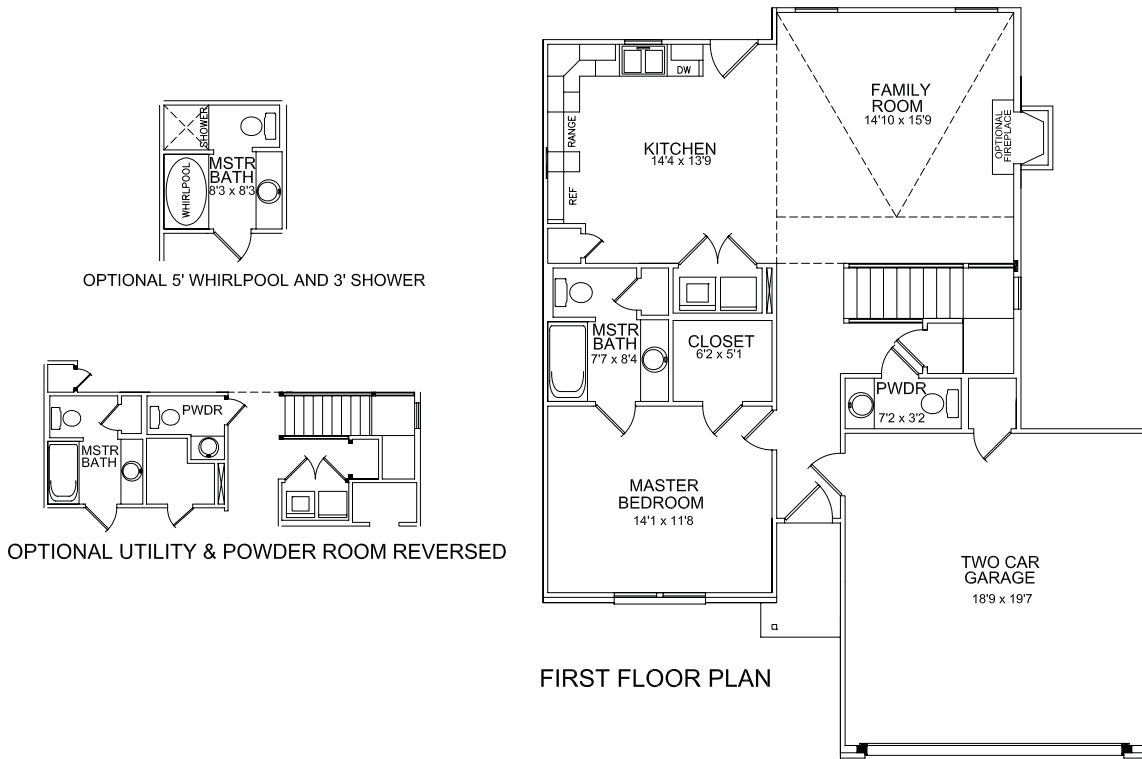 SHOWER
MSTR
BATH
8'3 x 8'3
WHIRLPOOL
OPTIONAL 5' WHIRLPOOL AND 3' SHOWER
PWDR
MSTR
BATH
OPTIONAL UTILITY & POWDER ROOM REVERSED
DW
RANGE
REF
KITCHEN
14'4 x 13'9
FAMILY
ROOM
14'10 x 15'9
OPTIONAL
FIREPLACE
MSTR
BATH
7'7 x 8'4
CLOSET
6'2 x 5'1
PWDR
7'2 x 3'2
MASTER
BEDROOM
14'1 x 11'8
TWO CAR
GARAGE
18'9 x 19'7
FIRST FLOOR PLAN